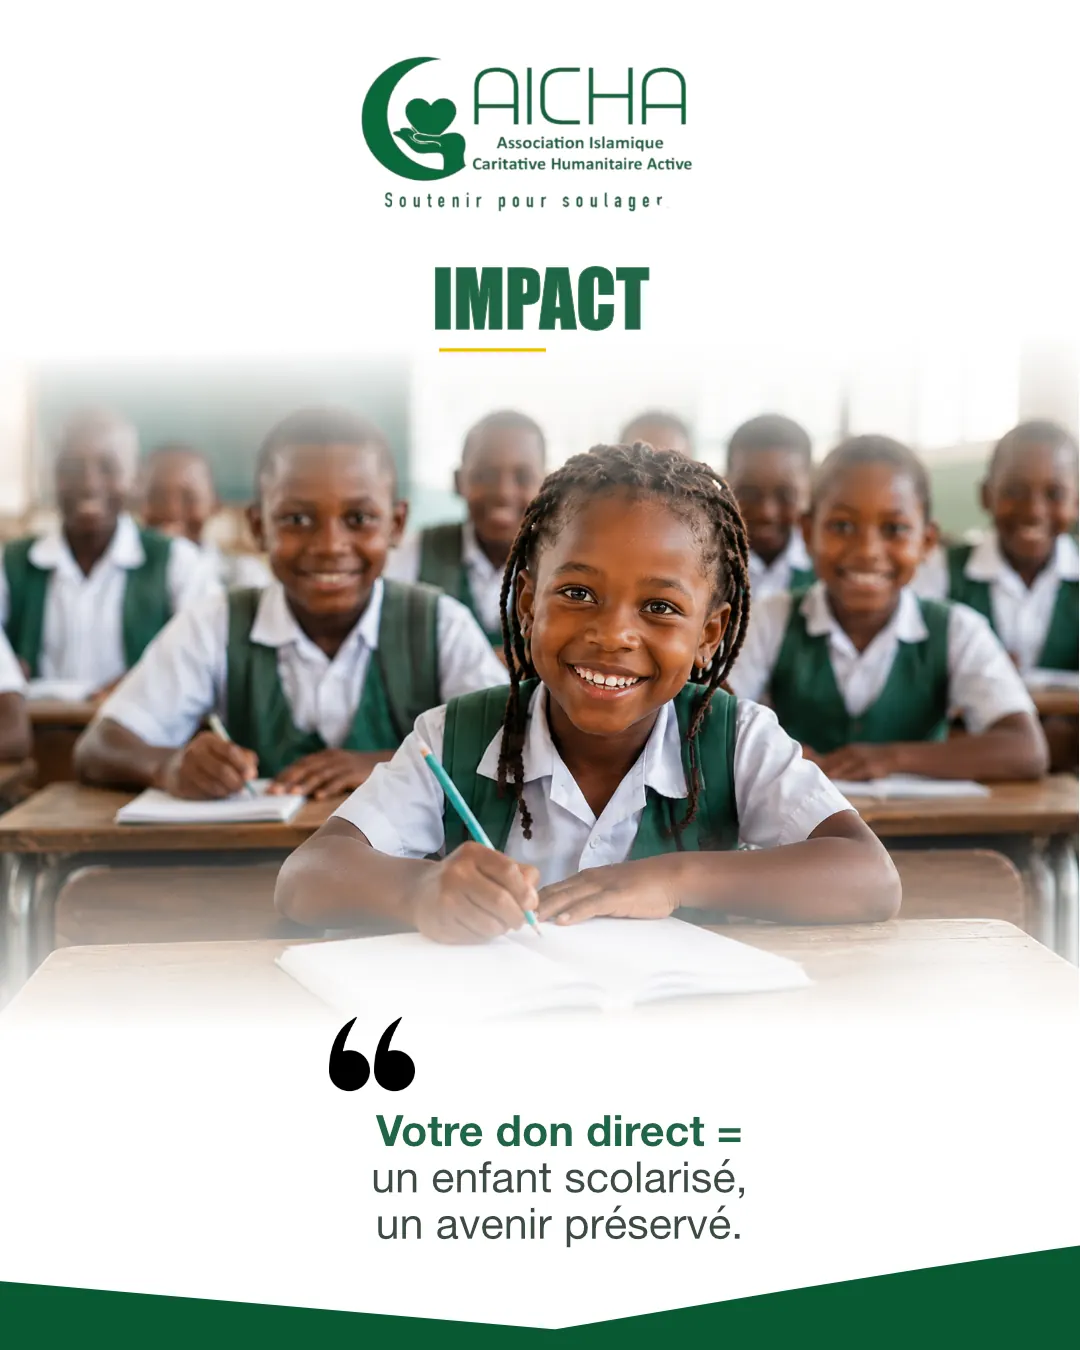 AICHA
Association Islamique
Caritative Humanitaire Active
Soutenir pour soulager
IMPACT
“
Votre don direct =
un enfant scolarisé,
un avenir préservé.